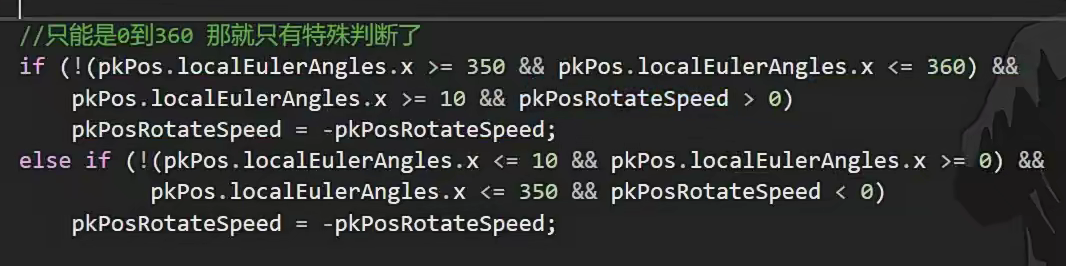 //只能是0到360 那就只有特殊判断了
if (!(pkPos.localEulerAngles.x >= 350 && pkPos.localEulerAngles.x <= 360) &&
pkPos.localEulerAngles.x >= 10 && pkPosRotateSpeed > 0)
pkPosRotateSpeed = -pkPosRotateSpeed;
else if (!(pkPos.localEulerAngles.x <= 10 && pkPos.localEulerAngles.x >= 0) &&
pkPos.localEulerAngles.x <= 350 && pkPosRotateSpeed < 0)
pkPosRotateSpeed = -pkPosRotateSpeed;